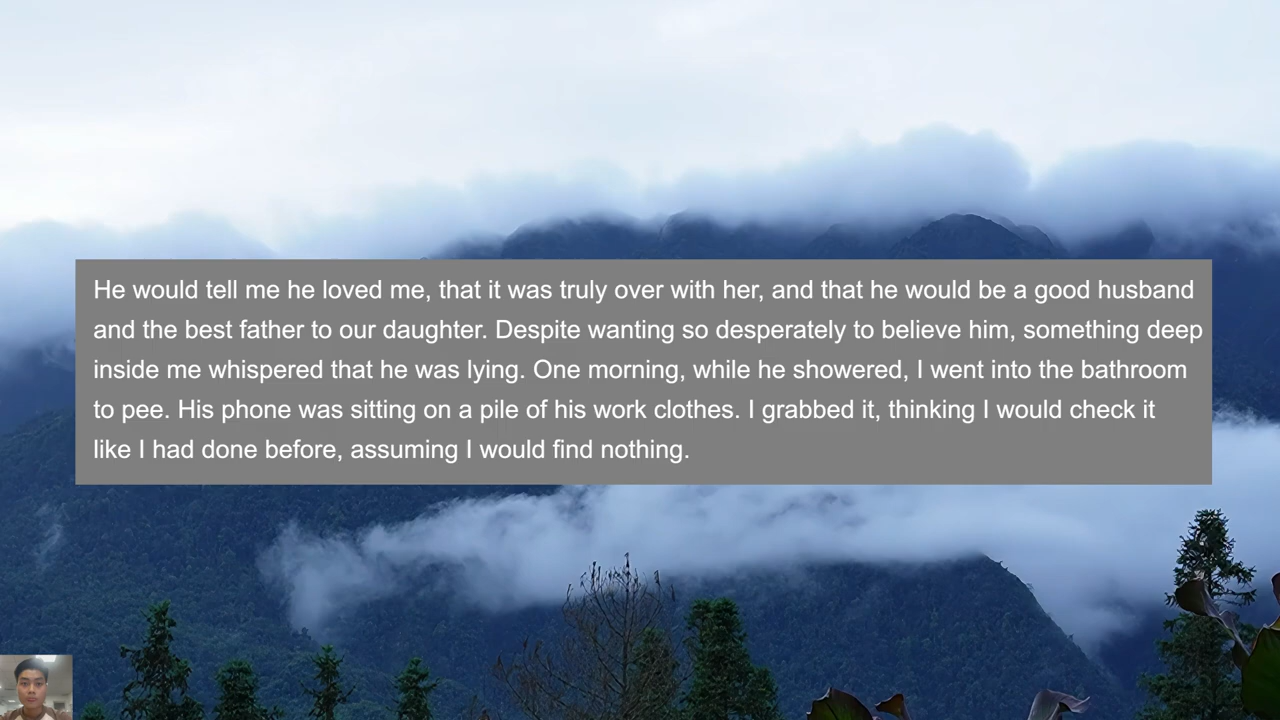 He would tell me he loved me, that it was truly over with her, and that he would be a good husband
and the best father to our daughter. Despite wanting so desperately to believe him, something deep
inside me whispered that he was lying. One morning, while he showered, I went into the bathroom
to pee. His phone was sitting on a pile of his work clothes. I grabbed it, thinking I would check it
like I had done before, assuming I would find nothing.